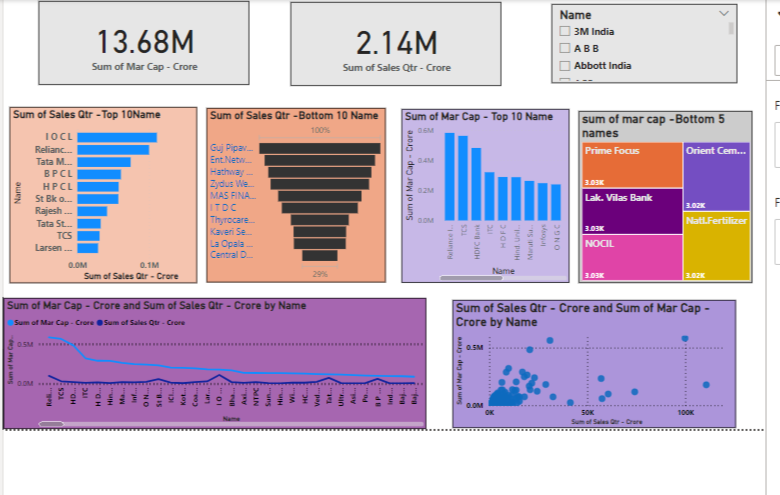 13.68M
Sum of Mar Cap - Crore
2.14M
Sum of Sales Qtr - Crore
Name
3M India
A B B
Abbott India
Sum of Sales Qtr -Top 10Name
Name
I O C L
Relianc...
Tata M...
B P C L
H P C L
St Bk o...
Rajesh ...
Tata St...
TCS
Larsen ...
0.0M
0.1M
Sum of Sales Qtr - Crore
Sum of Sales Qtr -Bottom 10 Name
100%
Guj Pipav...
Ent.Netw...
Hathway ...
Zydus We...
MAS FINA...
I T D C
Thyrocare...
Kaveri Se...
La Opala ...
Central D...
29%
Sum of Mar Cap - Top 10 Name
Sum of Mar Cap - Crore
0.6M
0.4M
0.2M
0.0M
Reliance I...
TCS
HDFC Bank
ITC
H D F C
Hind. Uni...
Maruti Su...
Infosys
O N G C
Name
sum of mar cap -Bottom 5
names
Prime Focus
3.03K
Lak. Vilas Bank
3.03K
NOCIL
3.03K
Orient Cem...
3.02K
Natl.Fertilizer
3.02K
Sum of Mar Cap - Crore and Sum of Sales Qtr - Crore by Name
Sum of Mar Cap - Crore
Sum of Sales Qtr - Crore
Sum of Mar Cap...
0.5M
0.0M
Reli...
TCS
HD...
ITC
H D...
Hin...
Ma...
Inf...
O N...
St B...
ICI...
Kot...
Coa...
Lar...
I O ...
Bha...
Axi...
NTPC
Sun...
Hin...
Wi...
HC...
Ved...
Tat...
Ultr...
Asi...
Po...
B P...
Ind...
Baj...
Baj...
Name
Sum of Sales Qtr - Crore and Sum of Mar Cap -
Crore by Name
Sum of Mar Cap - Crore
0.5M
0.0M
0K
50K
100K
Sum of Sales Qtr - Crore